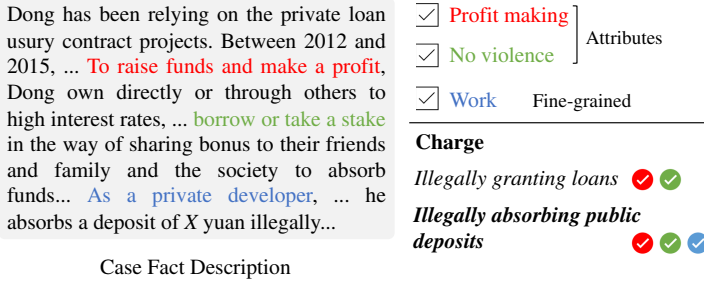 Dong has been relying on the private loan
usury contract projects. Between 2012 and
2015, ... To raise funds and make a profit,
Dong own directly or through others to
high interest rates, ... borrow or take a stake
in the way of sharing bonus to their friends
and family and the society to absorb
funds... As a private developer, ... he
absorbs a deposit of X yuan illegally...
Case Fact Description
Profit making
No violence
Attributes
Work Fine-grained
Charge
Illegally granting loans
Illegally absorbing public
deposits